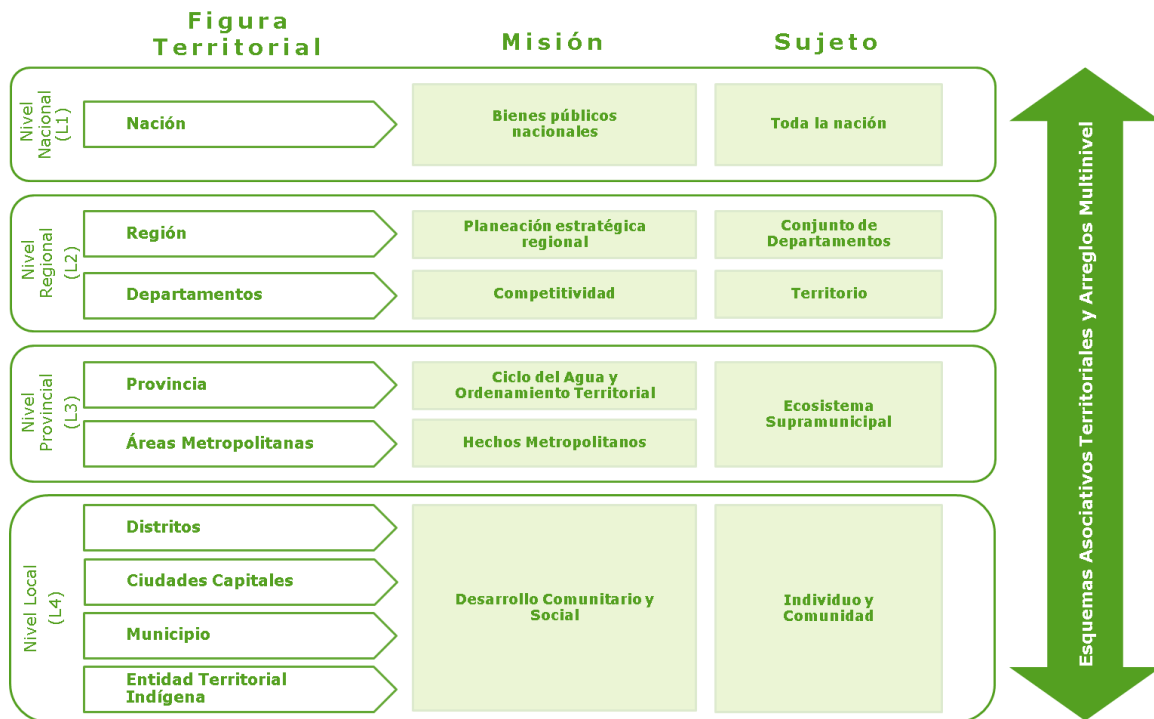 Figura
Territorial
Misión
Sujeto
Nivel
Nacional
(L1)
Nación
Bienes públicos
nacionales
Toda la nación
Nivel
Regional
(L2)
Región
Planeación estratégica
regional
Conjunto de
Departamentos
Departamentos
Competitividad
Territorio
Nivel
Provincial
(L3)
Provincia
Ciclo del Agua y
Ordenamiento Territorial
Ecosistema
Supramunicipal
Áreas Metropolitanas
Hechos Metropolitanos
Nivel Local
(L4)
Distritos
Ciudades Capitales
Municipio
Entidad Territorial
Indígena
Desarrollo Comunitario y
Social
Individuo y
Comunidad
Esquemas Asociativos Territoriales y Arreglos Multinivel